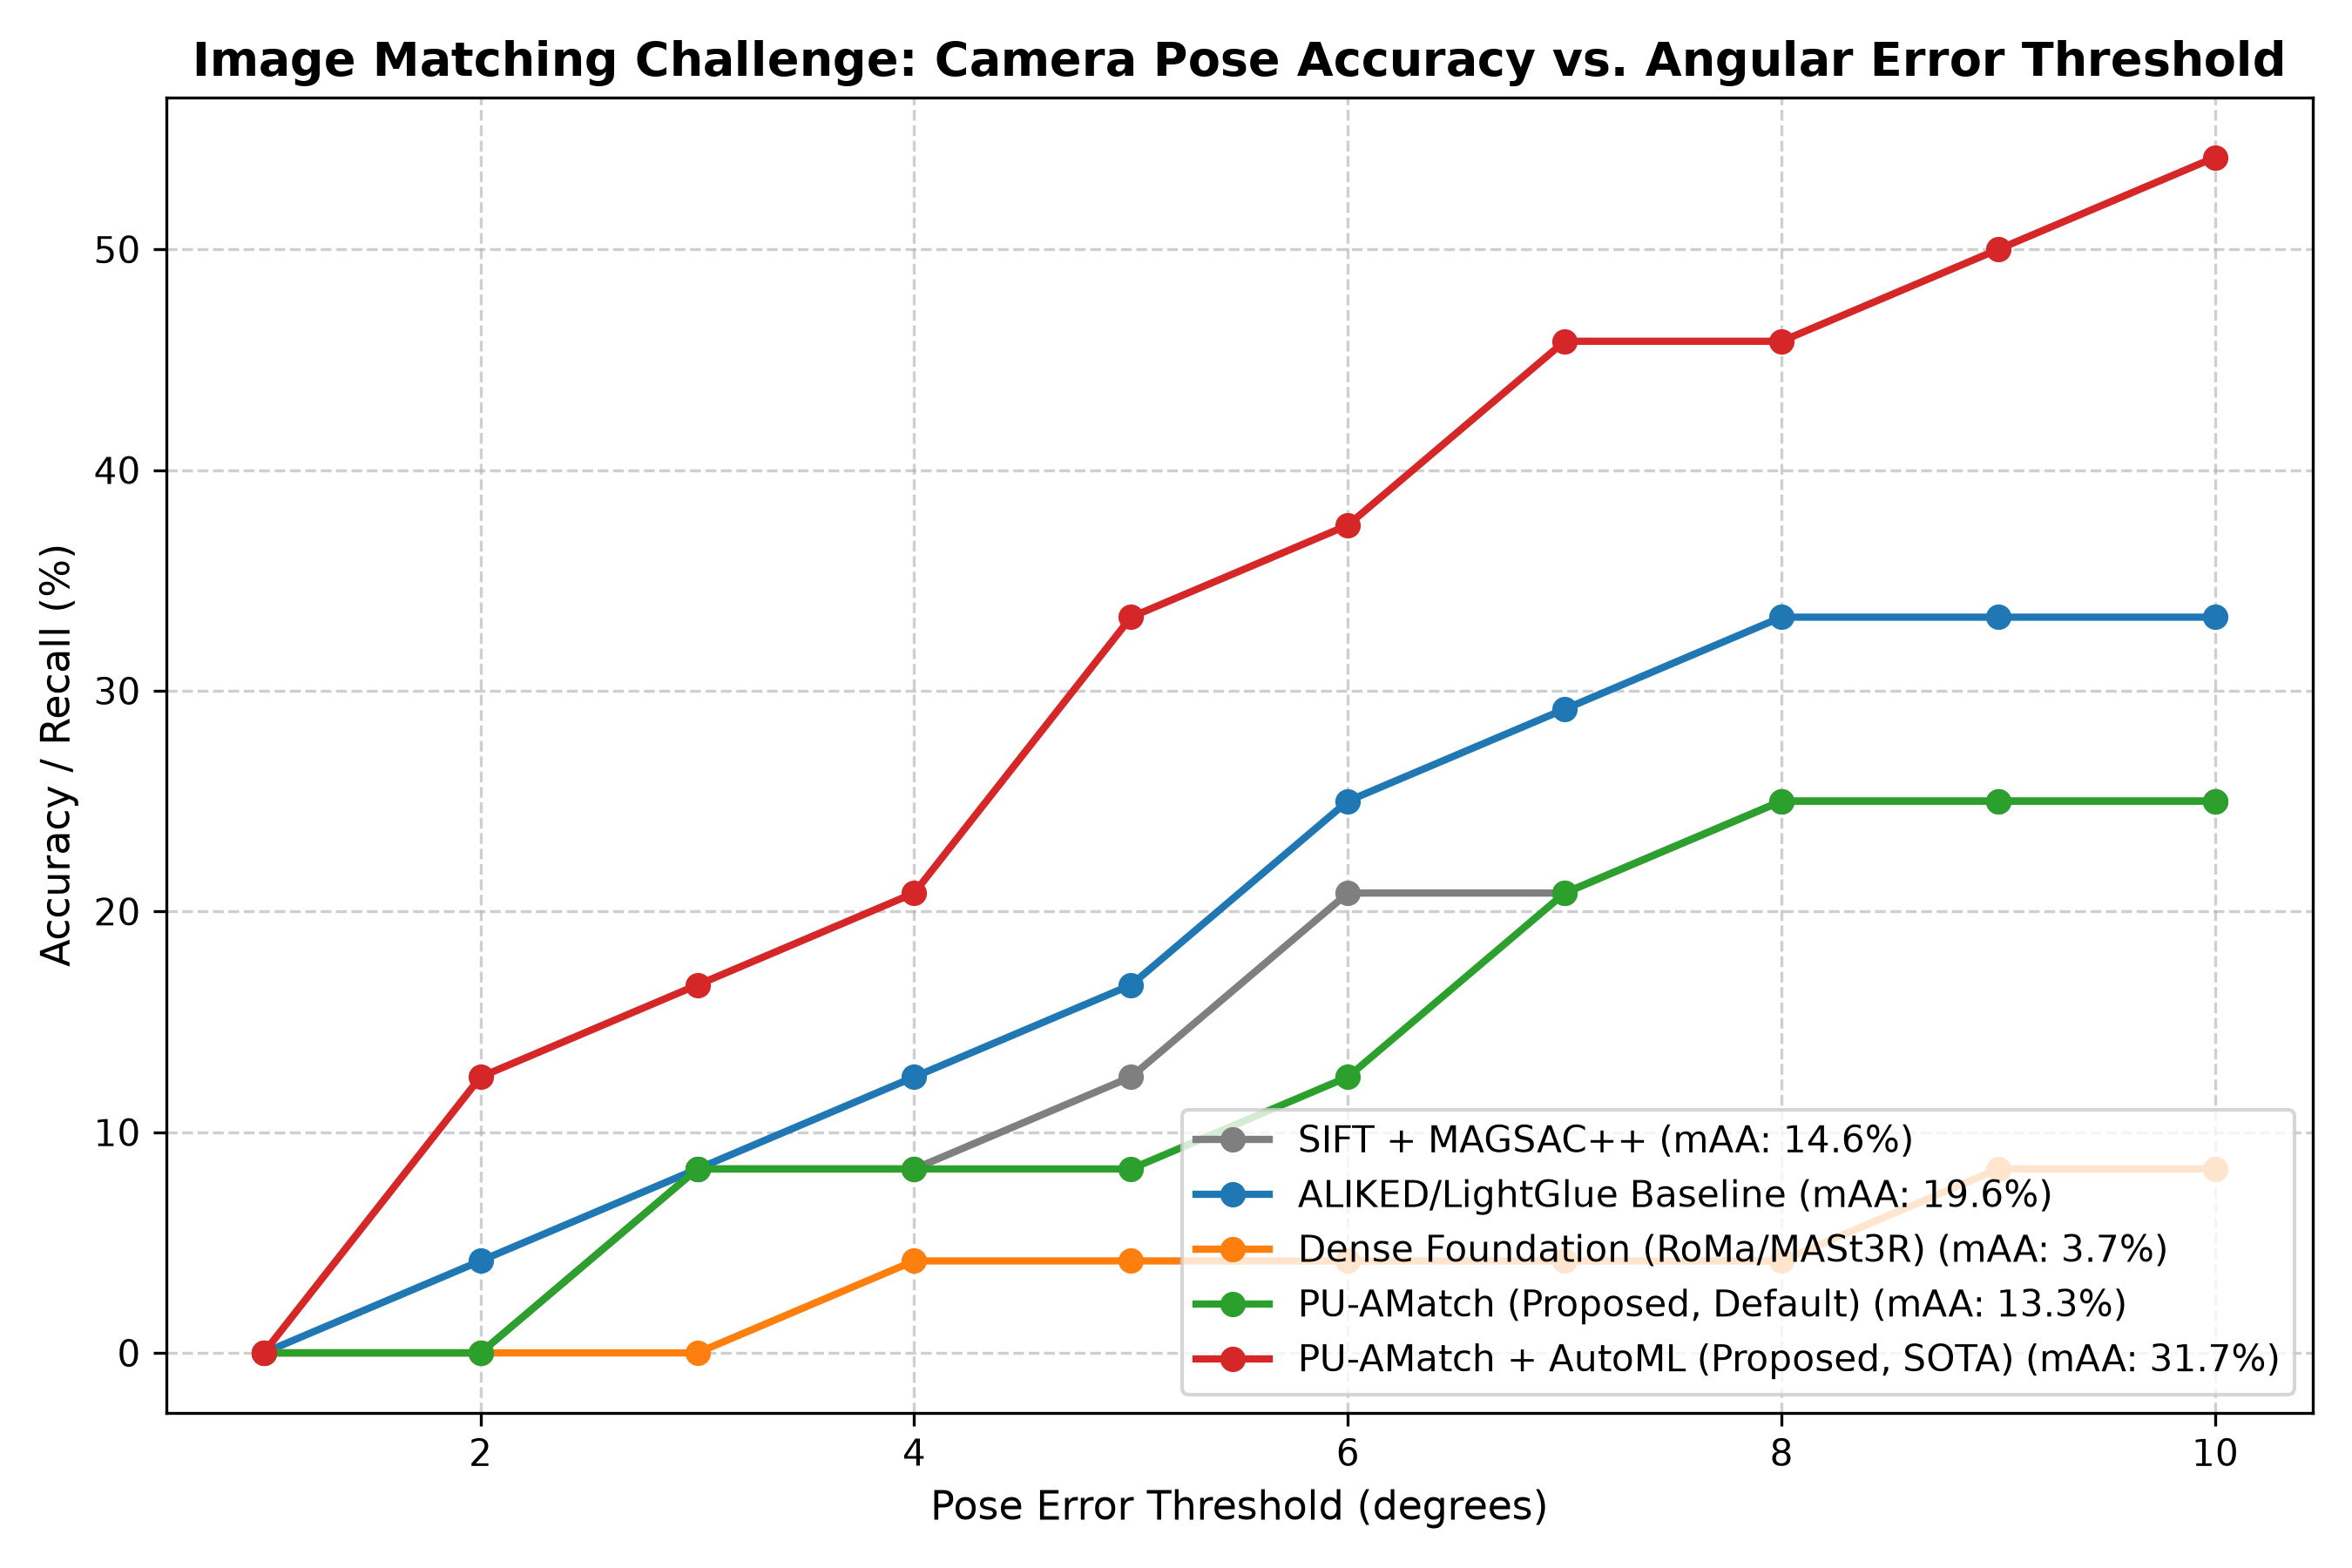 Image Matching Challenge: Camera Pose Accuracy vs. Angular Error Threshold
Accuracy / Recall (%)
50
40
30
20
10
0
SIFT + MAGSAC++ (mAA: 14.6%)
ALIKED/LightGlue Baseline (mAA: 19.6%)
Dense Foundation (RoMa/MASt3R) (mAA: 3.7%)
PU-AMatch (Proposed, Default) (mAA: 13.3%)
PU-AMatch + AutoML (Proposed, SOTA) (mAA: 31.7%)
2 4 6 8 10
Pose Error Threshold (degrees)